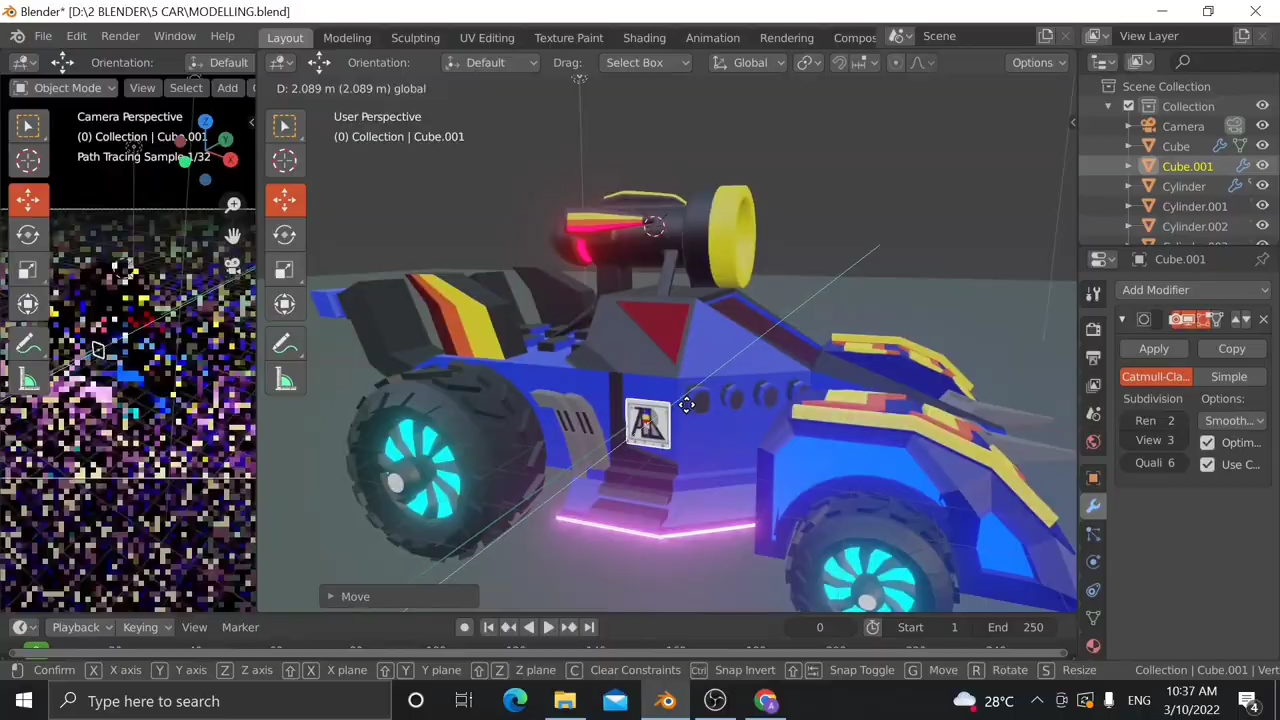 Blender* [D:\2 BLENDER\5 CAR\MODELLING.blend]
File Edit Render Window Help Layout Modeling Sculpting UV Editing Texture Paint Shading Animation Rendering Compos Scene View Layer
Orientation: Default Orientation: Default Drag: Select Box Global Options
Object Mode View Select Add D: 2.089 m (2.089 m) global
Scene Collection
Collection
Camera
Cube
Cube.001
Cylinder
Cylinder.001
Cylinder.002
Camera Perspective
(0) Collection | Cube.001
Path Tracing Sample 1/32
User Perspective
(0) Collection | Cube.001
Cube.001
Add Modifier
Apply Copy
Catmull-Cla... Simple
Subdivision Options:
Ren 2 Smooth...
View 3 Optim...
Quali 6 Use C...
Move
Playback Keying View Marker 0 Start 1 End 250
Confirm X X axis Y Y axis Z Z axis X X plane Y Y plane Z Z plane C Clear Constraints Ctrl Snap Invert Snap Toggle G Move R Rotate S Resize Collection | Cube.001 | Vert
Type here to search
28°C ENG 10:37 AM 3/10/2022 4